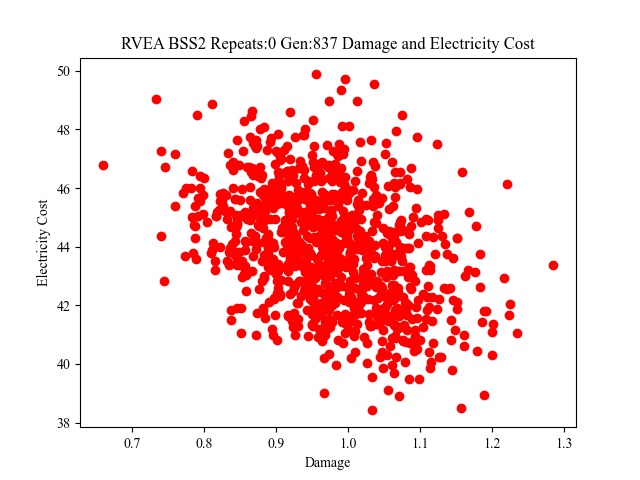 RVEA BSS2 Repeats:0 Gen:837 Damage and Electricity Cost
50
48
46
44
42
40
38
Electricity Cost
0.7 0.8 0.9 1.0 1.1 1.2 1.3
Damage